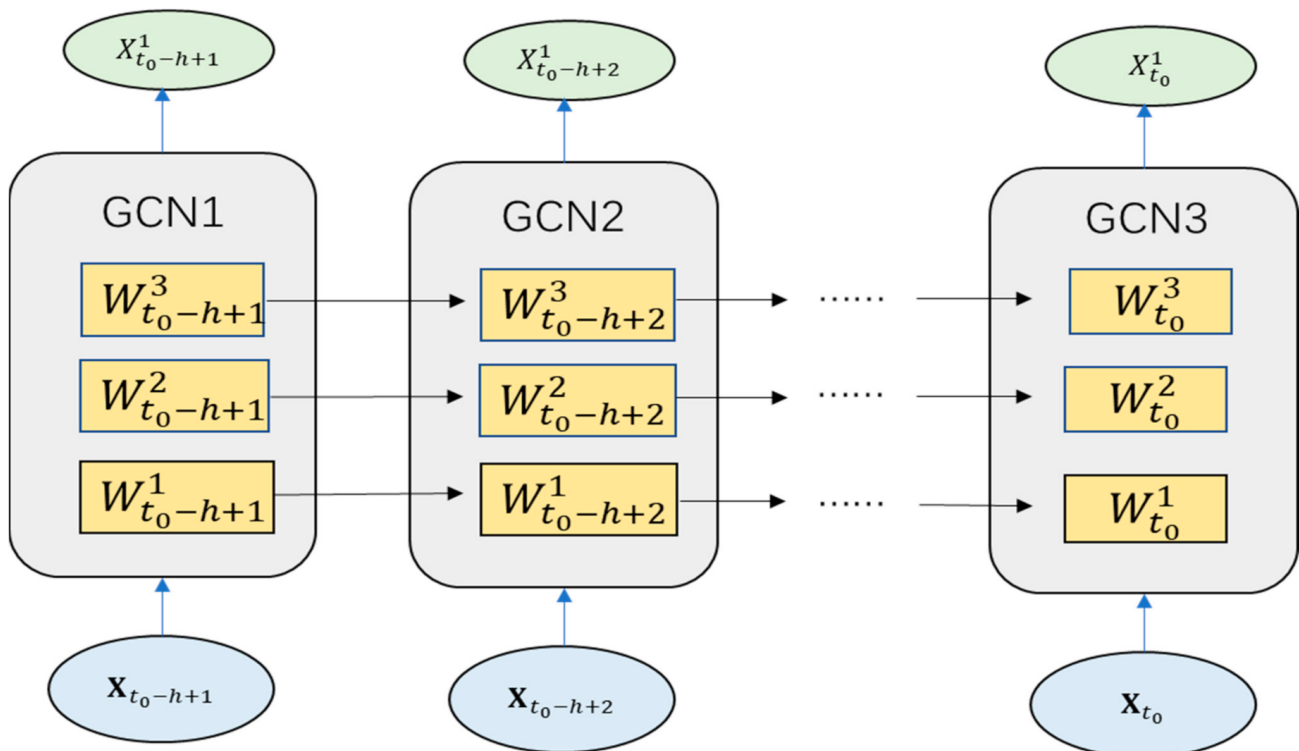 X^1_{t_0-h+1}
X^1_{t_0-h+2}
X^1_{t_0}
GCN1
GCN2
GCN3
W^3_{t_0-h+1}
W^3_{t_0-h+2}
……
W^3_{t_0}
W^2_{t_0-h+1}
W^2_{t_0-h+2}
……
W^2_{t_0}
W^1_{t_0-h+1}
W^1_{t_0-h+2}
……
W^1_{t_0}
X_{t_0-h+1}
X_{t_0-h+2}
X_{t_0}